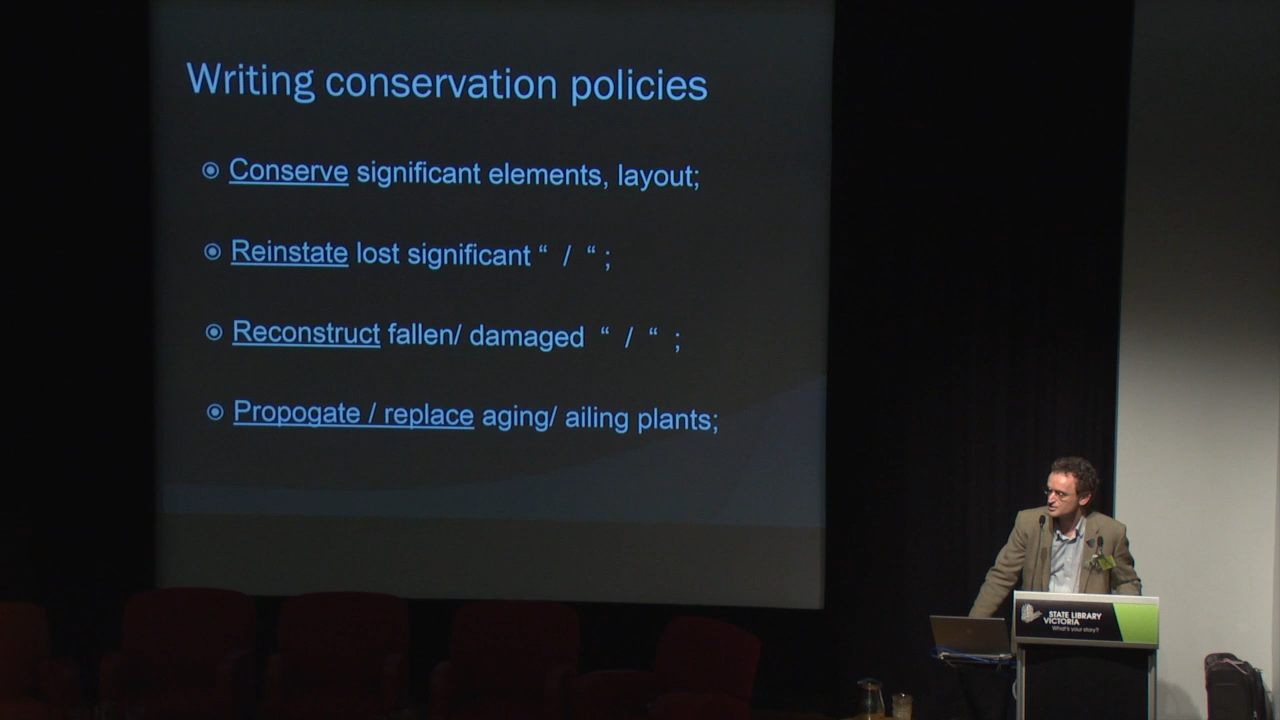 Writing conservation policies
Conserve significant elements, layout;
Reinstate lost significant “ / “ ;
Reconstruct fallen/ damaged “ / “ ;
Propogate / replace aging/ ailing plants;
STATE LIBRARY
VICTORIA
What's your story?